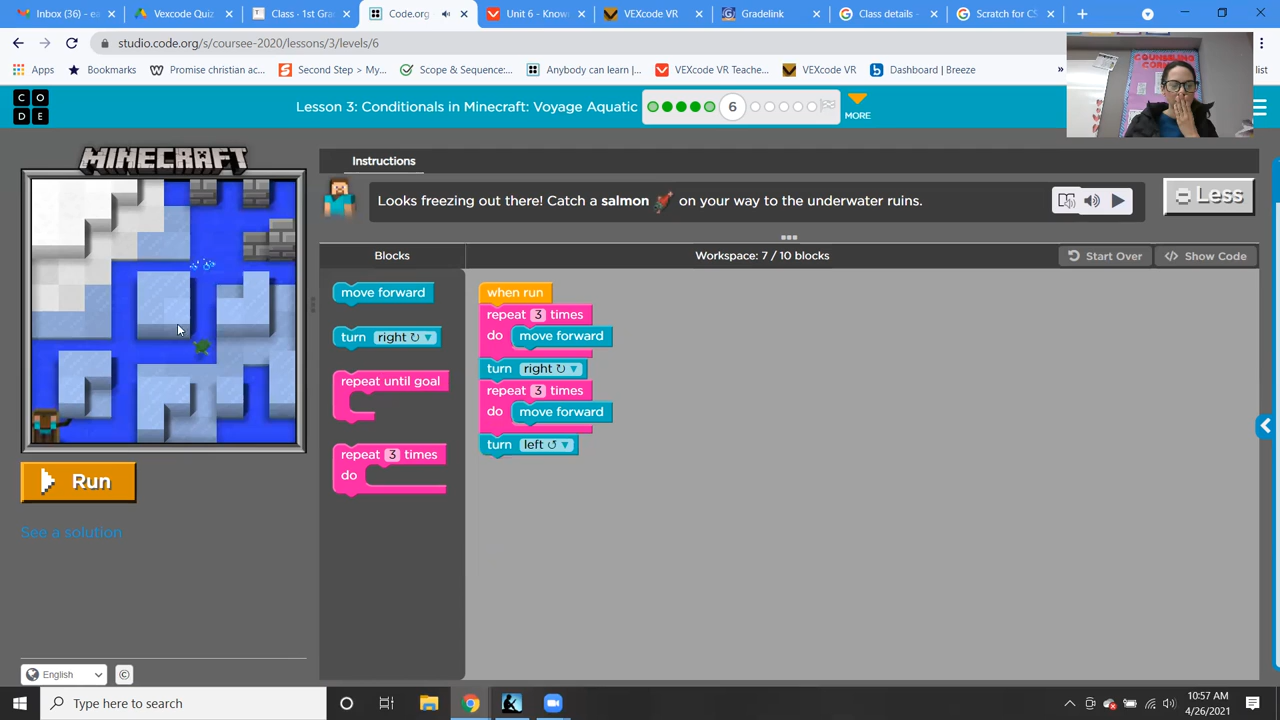 Inbox (36) - ea
Vexcode Quiz
Class - 1st Gran
Code.org
Unit 6 - Known
VEXcode VR
Gradelink
Class details -
Scratch for CS
studio.code.org/s/coursee-2020/lessons/3/levels/6
Apps
Bookmarks
Promise christian ac...
Second Step > My...
Scope Sequence:...
Anybody can learn |...
VEX VR Teache...
VEXcode VR
Dashboard | Breeze
»
list
C O
D E
Lesson 3: Conditionals in Minecraft: Voyage Aquatic
6
MORE
COUNSELING
MINECRAFT
Instructions
Looks freezing out there! Catch a salmon on your way to the underwater ruins.
Less
Blocks
Workspace: 7 / 10 blocks
Start Over
</> Show Code
move forward
turn right ↻ ▼
repeat until goal
repeat 3 times
do
when run
repeat 3 times
do move forward
turn right ↻ ▼
repeat 3 times
do move forward
turn left ↺ ▼
Run
See a solution
English
©
Type here to search
10:57 AM
4/26/2021